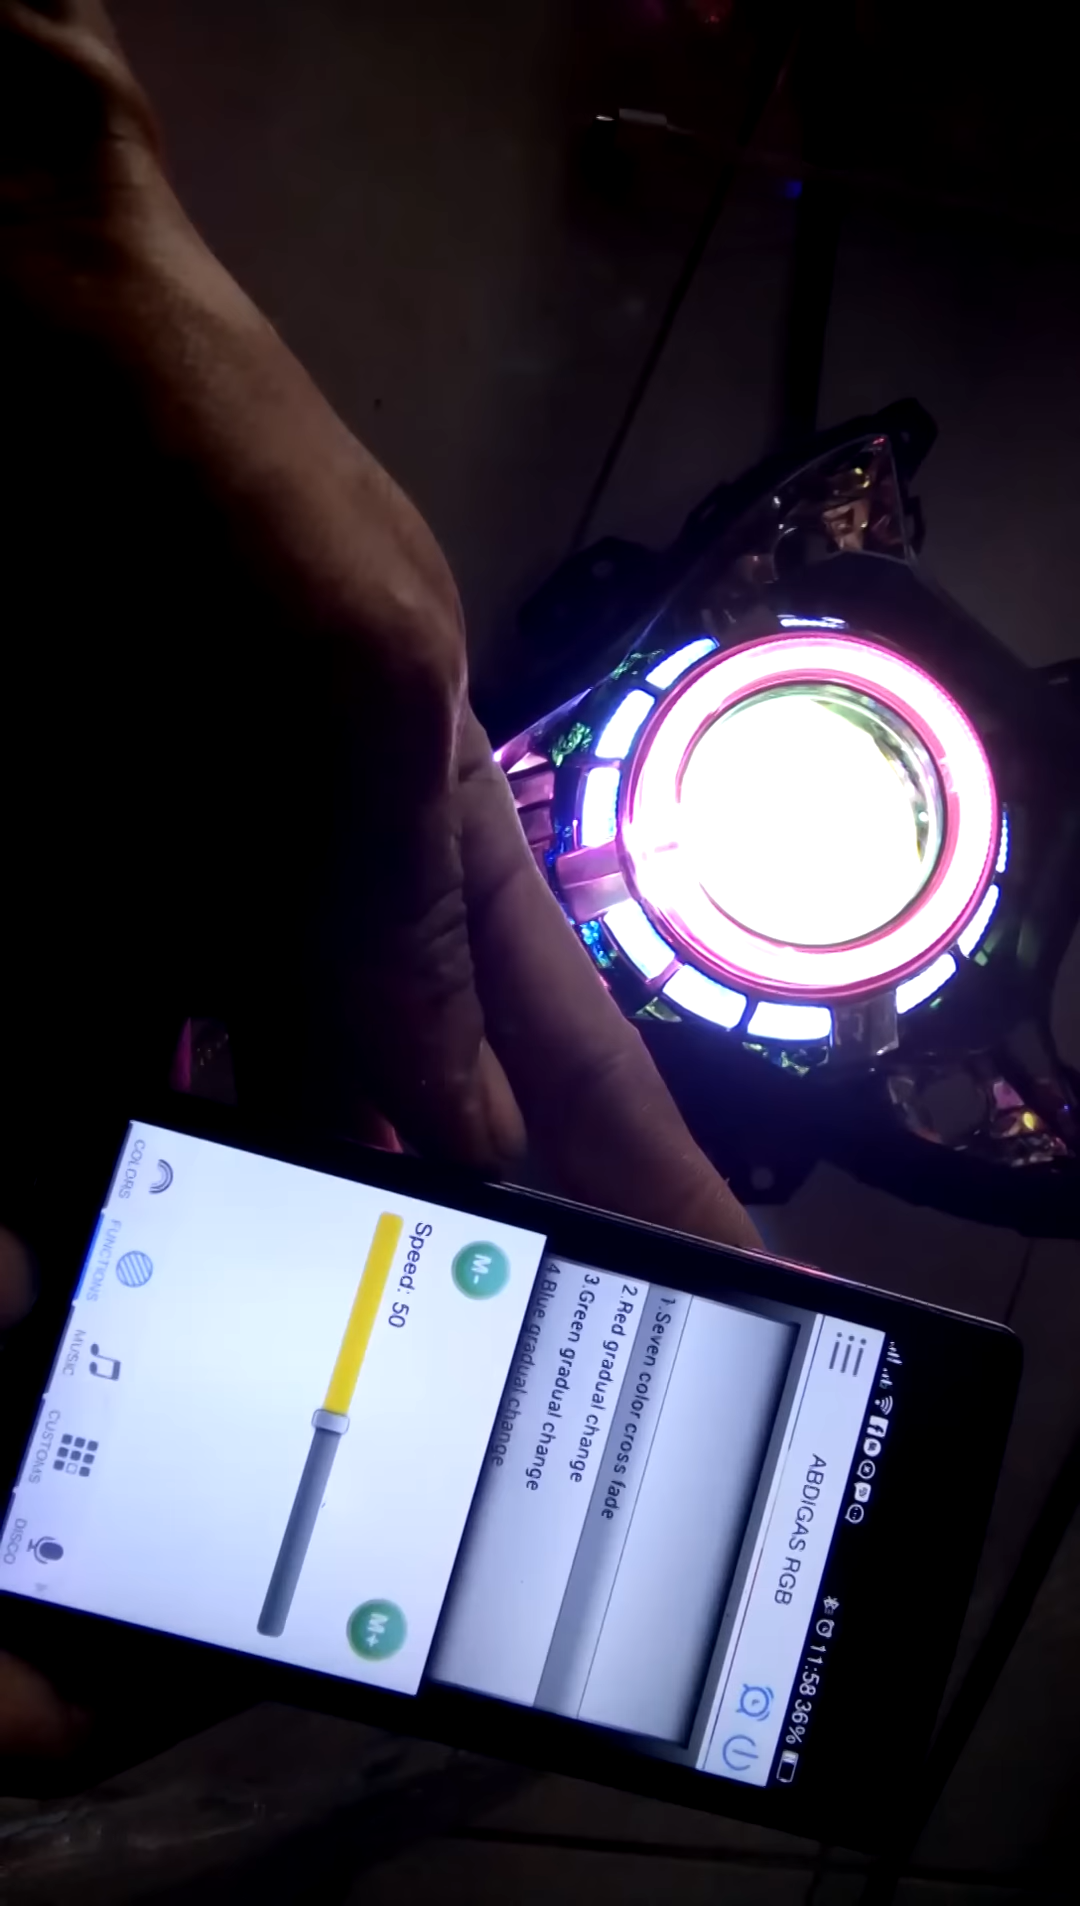 11:58 36%
ABDIGAS RGB
1.Seven color cross fade
2.Red gradual change
3.Green gradual change
4.Blue gradual change
M- M+
Speed: 50
COLORS FUNCTIONS MUSIC CUSTOMS DISCO